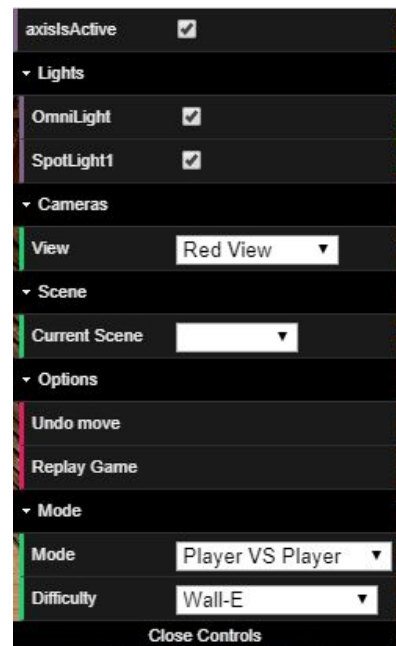 axisIsActive
Lights
OmniLight
SpotLight1
Cameras
View Red View
Scene
Current Scene
Options
Undo move
Replay Game
Mode
Mode Player VS Player
Difficulty Wall-E
Close Controls